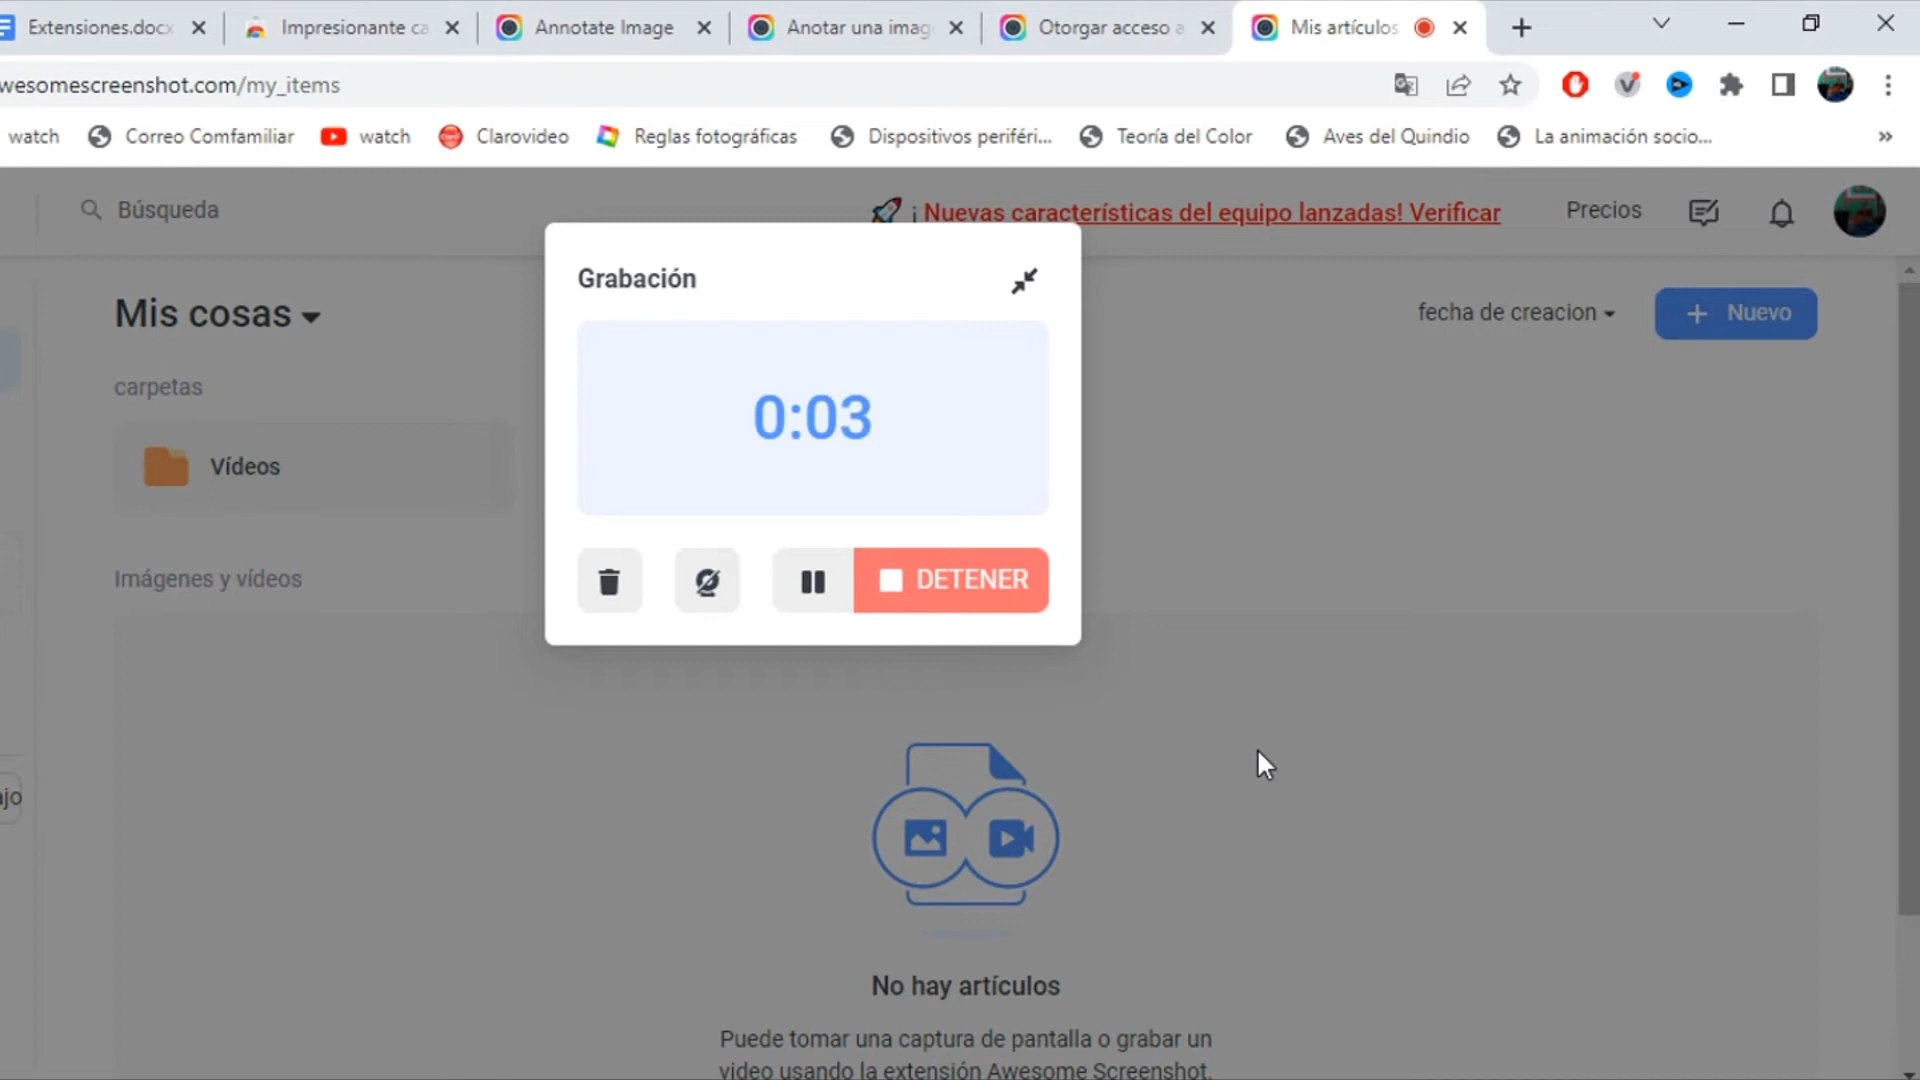 Extensiones.docx
Impresionante ca
Annotate Image
Anotar una imag
Otorgar acceso a
Mis artículos
wesomescreenshot.com/my_items
watch
Correo Comfamiliar
watch
Clarovideo
Reglas fotográficas
Dispositivos periféri...
Teoría del Color
Aves del Quindio
La animación socio...
»
Búsqueda
¡ Nuevas características del equipo lanzadas! Verificar
Precios
Grabación
Mis cosas
fecha de creacion
+ Nuevo
carpetas
0:03
Vídeos
Imágenes y vídeos
DETENER
ajo
No hay artículos
Puede tomar una captura de pantalla o grabar un
video usando la extensión Awesome Screenshot.